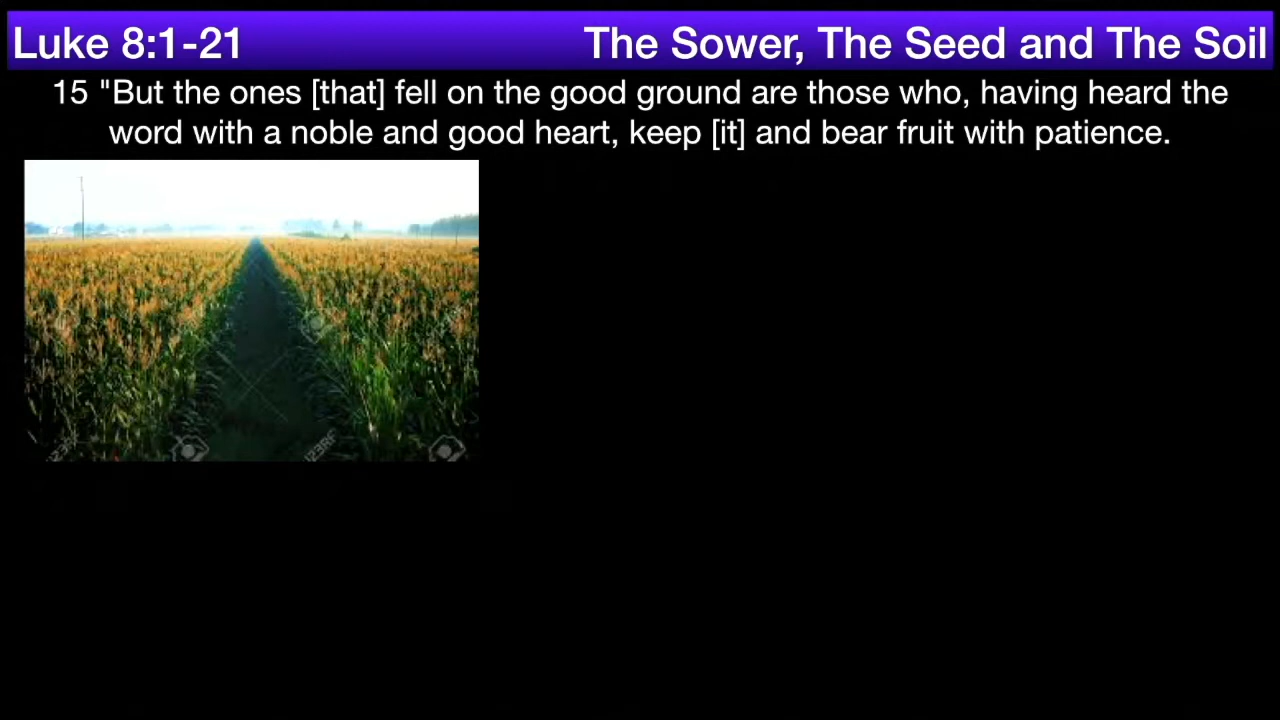 Luke 8:1-21 The Sower, The Seed and The Soil
15 "But the ones [that] fell on the good ground are those who, having heard the
word with a noble and good heart, keep [it] and bear fruit with patience.
123RF